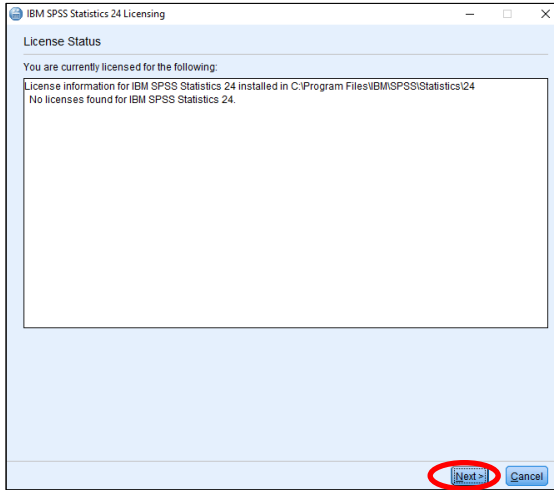 IBM SPSS Statistics 24 Licensing
License Status
You are currently licensed for the following:
License information for IBM SPSS Statistics 24 installed in C:\Program Files\IBM\SPSS\Statistics\24
No licenses found for IBM SPSS Statistics 24.
Next > Cancel